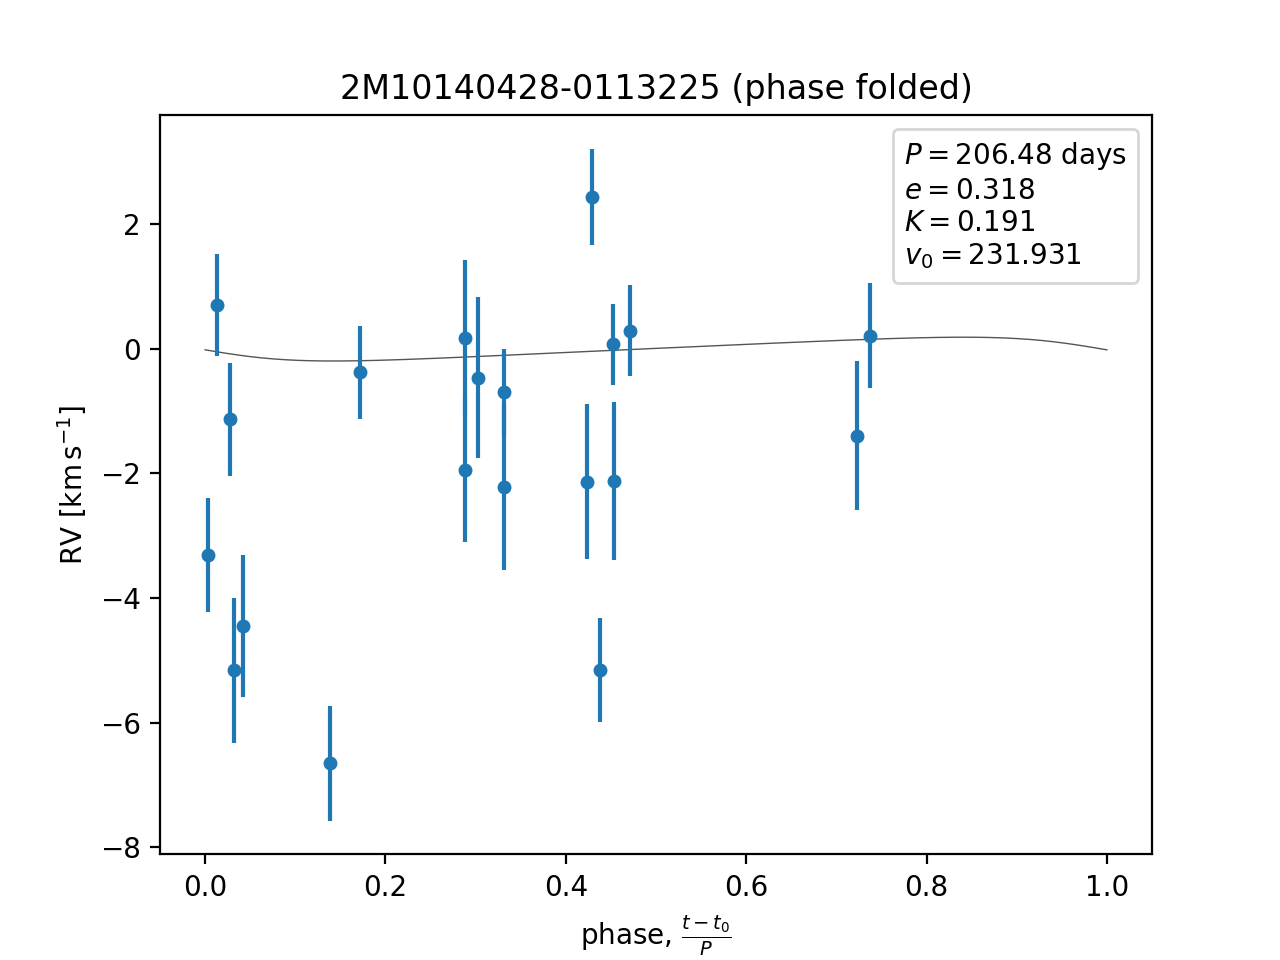 2M10140428-0113225 (phase folded)
P = 206.48 days
e = 0.318
K = 0.191
v₀ = 231.931
2
0
−2
−4
−6
−8
RV [km s⁻¹]
0.0 0.2 0.4 0.6 0.8 1.0
phase, (t − t₀)/P